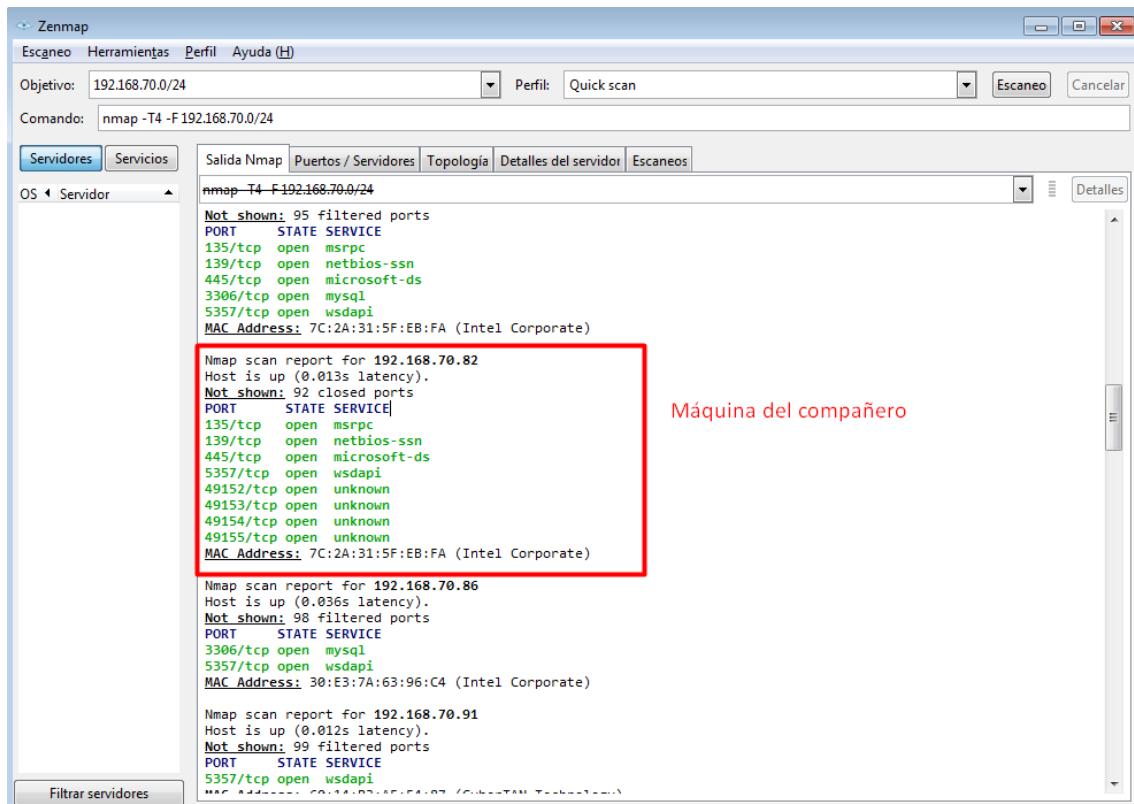 Zenmap
Escaneo Herramientas Perfil Ayuda (H)
Objetivo: 192.168.70.0/24 Perfil: Quick scan Escaneo Cancelar
Comando: nmap -T4 -F 192.168.70.0/24
Servidores Servicios
OS Servidor
Salida Nmap Puertos / Servidores Topología Detalles del servidor Escaneos
nmap -T4 -F 192.168.70.0/24 Detalles
Not shown: 95 filtered ports
PORT STATE SERVICE
135/tcp open msrpc
139/tcp open netbios-ssn
445/tcp open microsoft-ds
3306/tcp open mysql
5357/tcp open wsdapi
MAC Address: 7C:2A:31:5F:EB:FA (Intel Corporate)
Nmap scan report for 192.168.70.82
Host is up (0.013s latency).
Not shown: 92 closed ports
PORT STATE SERVICE
135/tcp open msrpc
139/tcp open netbios-ssn
445/tcp open microsoft-ds
5357/tcp open wsdapi
49152/tcp open unknown
49153/tcp open unknown
49154/tcp open unknown
49155/tcp open unknown
MAC Address: 7C:2A:31:5F:EB:FA (Intel Corporate)
Máquina del compañero
Nmap scan report for 192.168.70.86
Host is up (0.036s latency).
Not shown: 98 filtered ports
PORT STATE SERVICE
3306/tcp open mysql
5357/tcp open wsdapi
MAC Address: 30:E3:7A:63:96:C4 (Intel Corporate)
Nmap scan report for 192.168.70.91
Host is up (0.012s latency).
Not shown: 99 filtered ports
PORT STATE SERVICE
5357/tcp open wsdapi
MAC Address:
Filtrar servidores